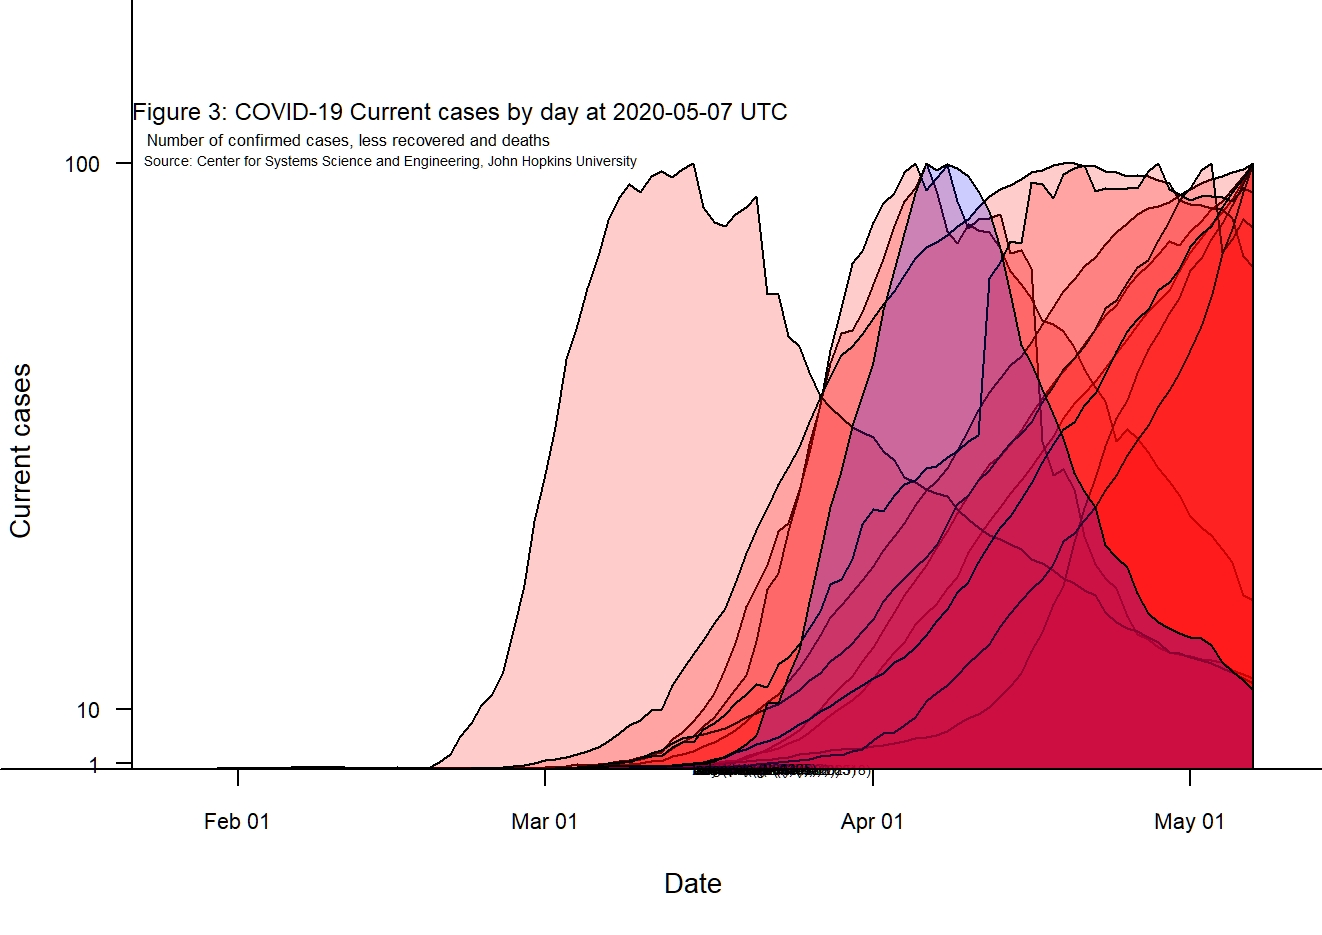 Figure 3: COVID-19 Current cases by day at 2020-05-07 UTC
Number of confirmed cases, less recovered and deaths
Source: Center for Systems Science and Engineering, John Hopkins University
100
10
1
Current cases
Feb 01 Mar 01 Apr 01 May 01
Date